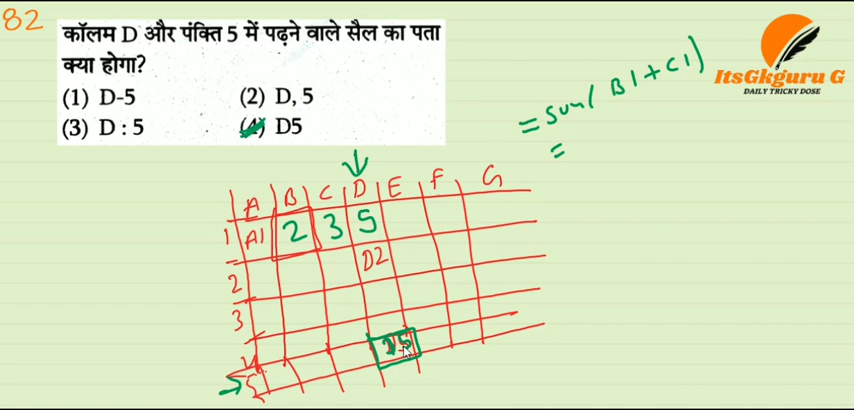 82
कॉलम D और पंक्ति 5 में पढ़ने वाले सैल का पता
क्या होगा?
(1) D-5 (2) D, 5
(3) D : 5 (4) D5
ItsGkguru G
DAILY TRICKY DOSE
= Sum( B1+C1)
=
A B C D E F G
1 A1 2 3 5
2 D2
3
4 D5
5